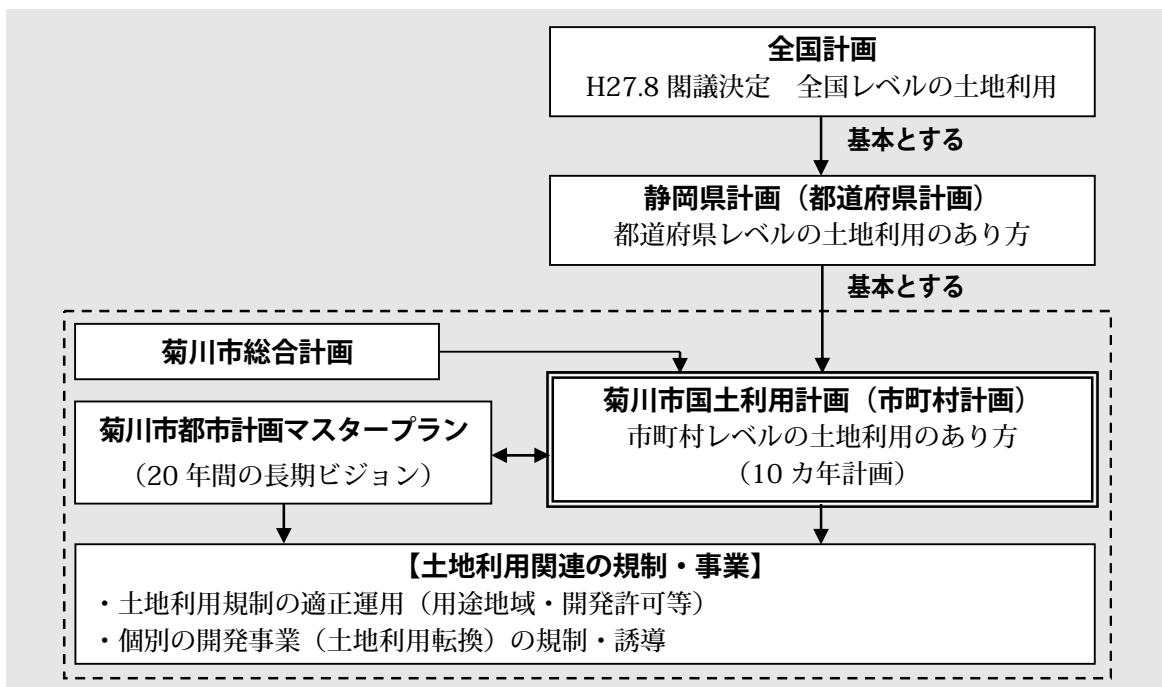 全国計画
H27.8 閣議決定　全国レベルの土地利用
基本とする
静岡県計画（都道府県計画）
都道府県レベルの土地利用のあり方
基本とする
菊川市総合計画
菊川市国土利用計画（市町村計画）
市町村レベルの土地利用のあり方
（10 カ年計画）
菊川市都市計画マスタープラン
（20 年間の長期ビジョン）
【土地利用関連の規制・事業】
・土地利用規制の適正運用（用途地域・開発許可等）
・個別の開発事業（土地利用転換）の規制・誘導